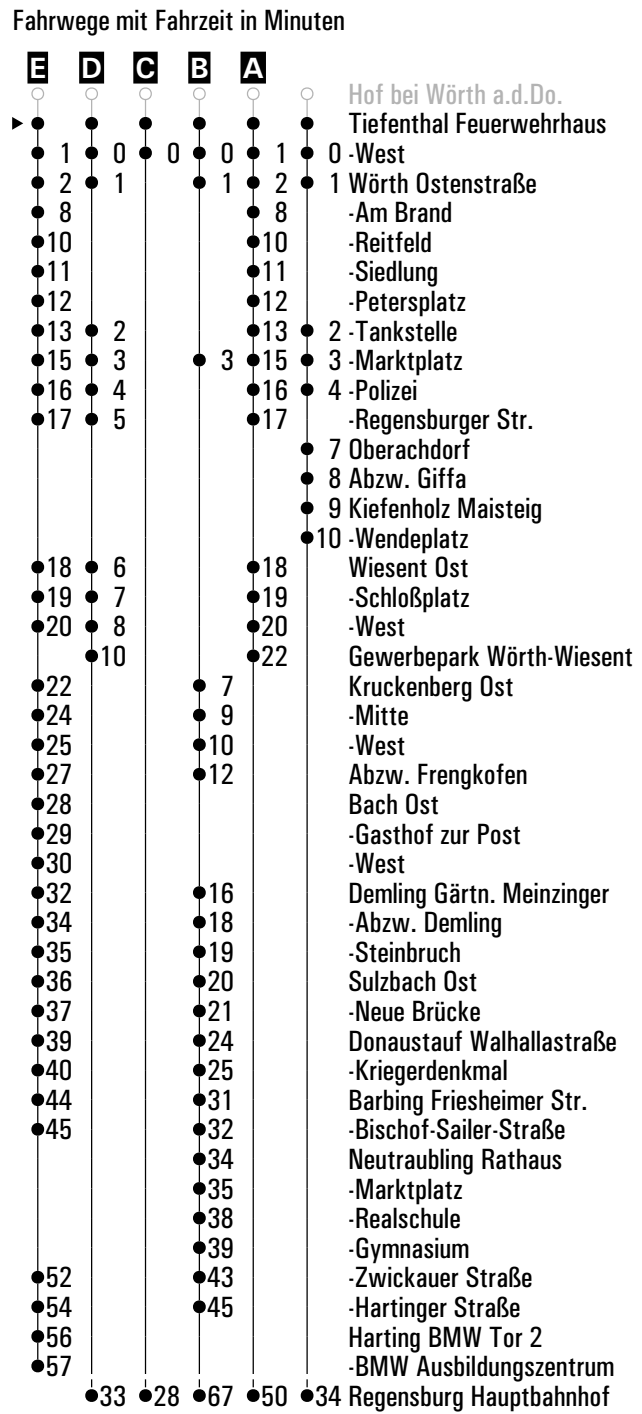 Fahrwege mit Fahrzeit in Minuten
E D C B A
Hof bei Wörth a.d.Do.
Tiefenthal Feuerwehrhaus
1 0 0 0 1 0 -West
2 1 1 2 1 Wörth Ostenstraße
8 8 -Am Brand
10 10 -Reitfeld
11 11 -Siedlung
12 12 -Petersplatz
13 2 13 2 -Tankstelle
15 3 3 15 3 -Marktplatz
16 4 16 4 -Polizei
17 5 17 -Regensburger Str.
7 Oberachdorf
8 Abzw. Giffa
9 Kiefenholz Maisteig
10 -Wendeplatz
18 6 18 Wiesent Ost
19 7 19 -Schloßplatz
20 8 20 -West
10 22 Gewerbepark Wörth-Wiesent
22 7 Kruckenberg Ost
24 9 -Mitte
25 10 -West
27 12 Abzw. Frengkofen
28 Bach Ost
29 -Gasthof zur Post
30 -West
32 16 Demling Gärtn. Meinzinger
34 18 -Abzw. Demling
35 19 -Steinbruch
36 20 Sulzbach Ost
37 21 -Neue Brücke
39 24 Donaustauf Walhallastraße
40 25 -Kriegerdenkmal
44 31 Barbing Friesheimer Str.
45 32 -Bischof-Sailer-Straße
34 Neutraubling Rathaus
35 -Marktplatz
38 -Realschule
39 -Gymnasium
52 43 -Zwickauer Straße
54 45 -Hartinger Straße
56 Harting BMW Tor 2
57 -BMW Ausbildungszentrum
33 28 67 50 34 Regensburg Hauptbahnhof